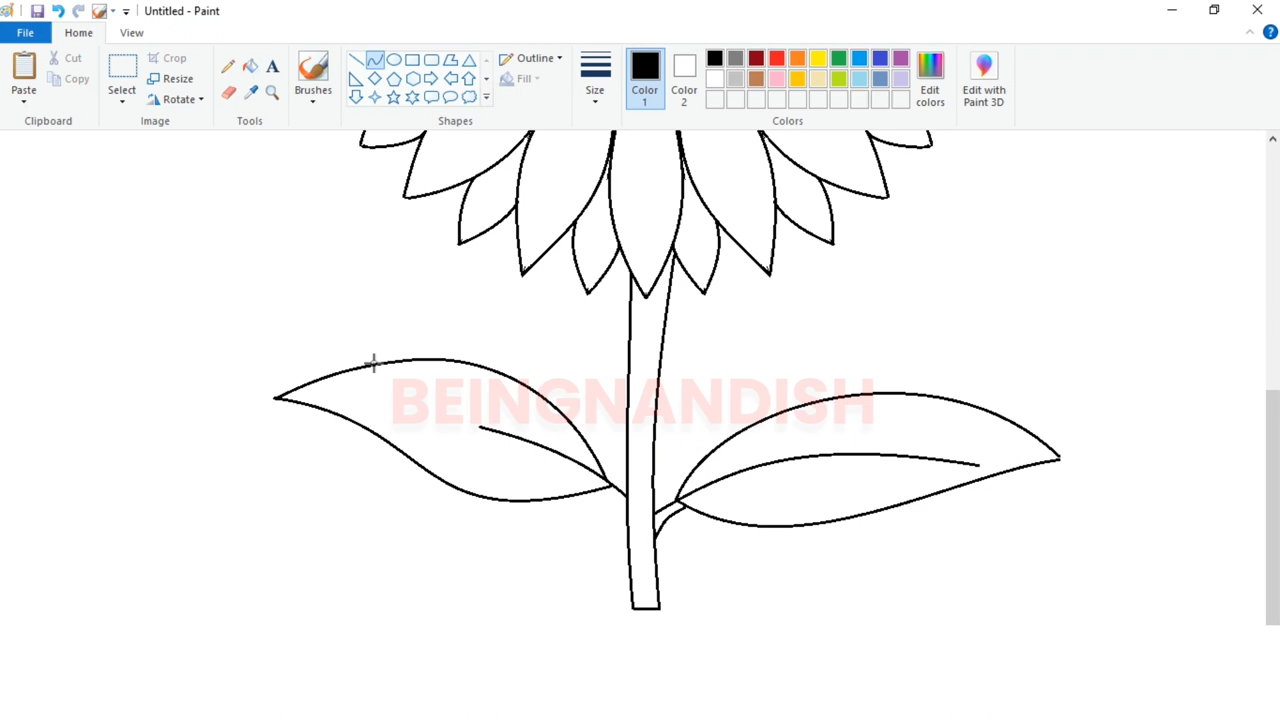 Untitled - Paint
File
Home
View
Paste
Cut
Copy
Clipboard
Select
Crop
Resize
Rotate
Image
A
Tools
Brushes
Outline
Fill
Shapes
Size
Color 1
Color 2
Edit colors
Colors
Edit with Paint 3D
BEINGNANDISH